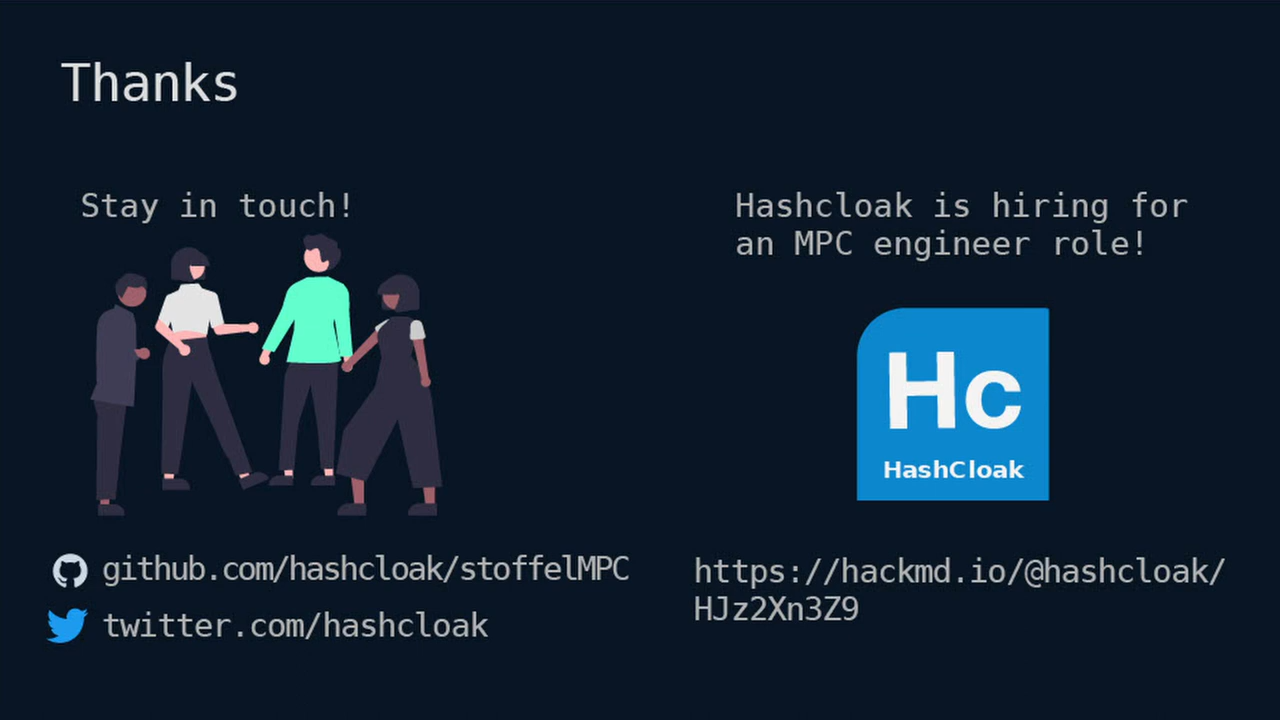 Thanks
Stay in touch!
github.com/hashcloak/stoffelMPC
twitter.com/hashcloak
Hashcloak is hiring for
an MPC engineer role!
Hc
HashCloak
https://hackmd.io/@hashcloak/
HJz2Xn3Z9